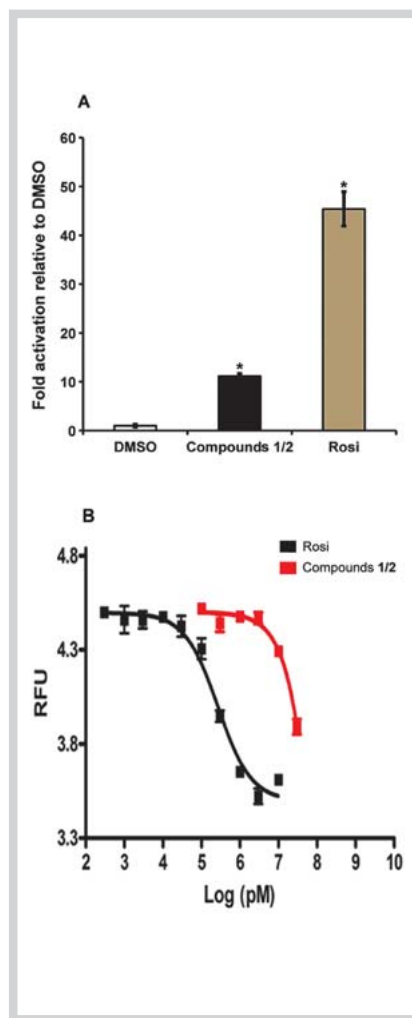 A
Fold activation relative to DMSO
60
50
40
30
20
10
0
*
*
DMSO Compounds 1/2 Rosi
B
Rosi
Compounds 1/2
RFU
4.8
4.3
3.8
3.3
2 3 4 5 6 7 8 9 10
Log (pM)